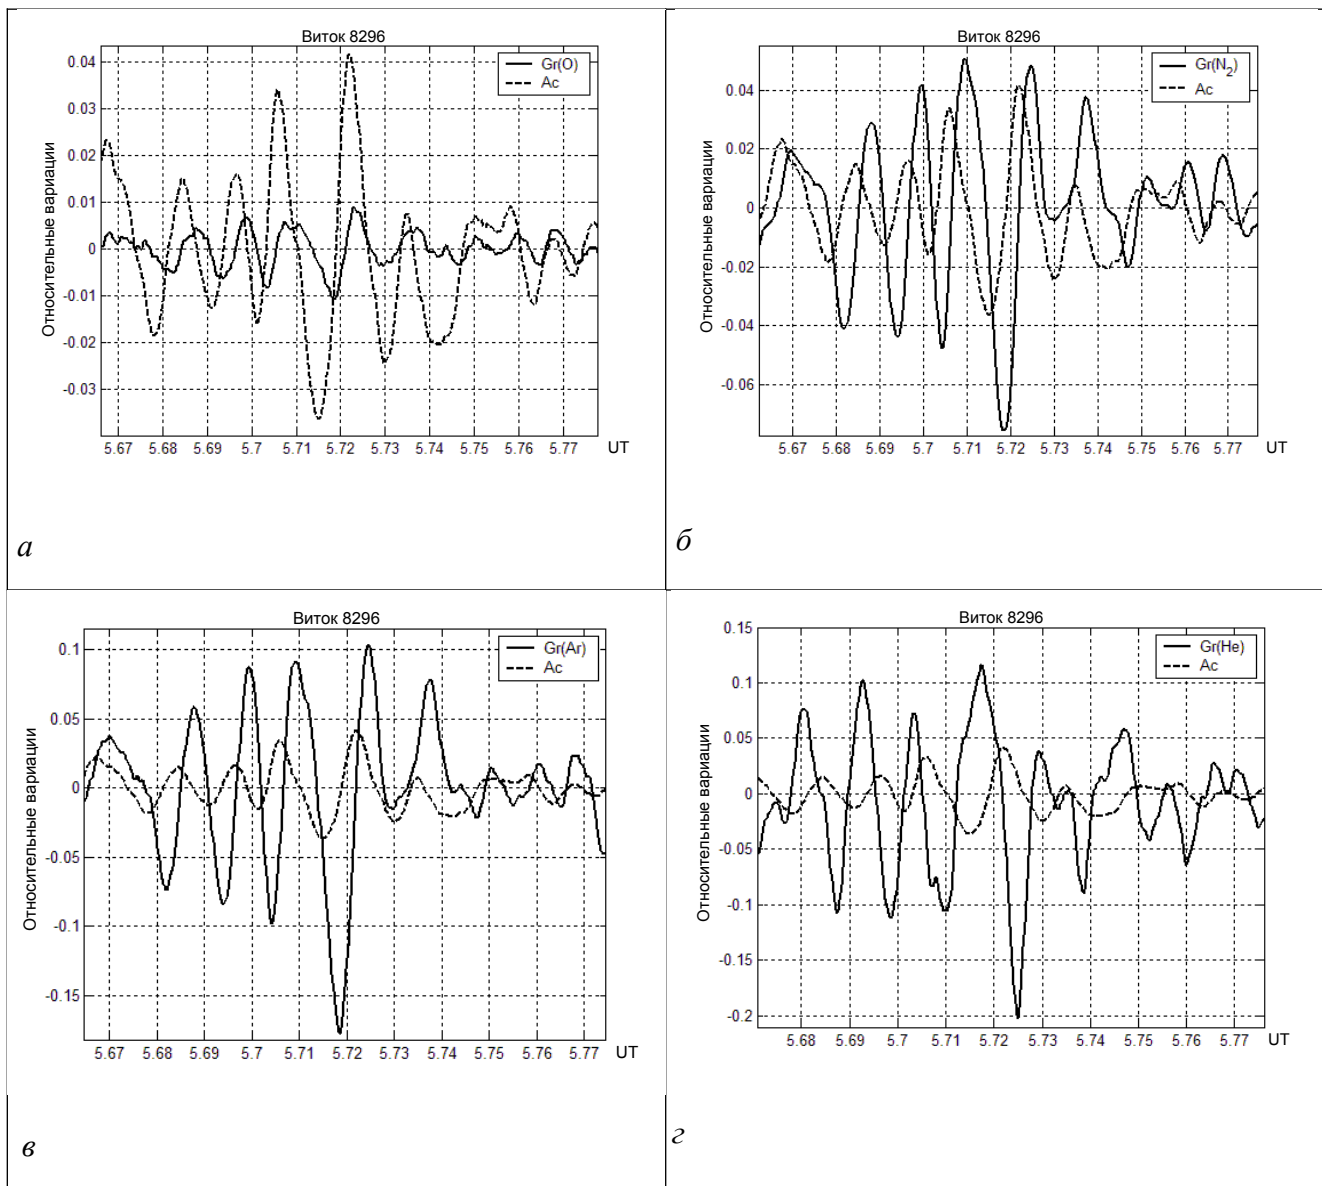 Виток 8296
Gr(O)
Ac
Относительные вариации
0.04
0.03
0.02
0.01
0
-0.01
-0.02
-0.03
5.67 5.68 5.69 5.7 5.71 5.72 5.73 5.74 5.75 5.76 5.77 UT
а
Виток 8296
Gr(N2)
Ac
Относительные вариации
0.04
0.02
0
-0.02
-0.04
-0.06
5.67 5.68 5.69 5.7 5.71 5.72 5.73 5.74 5.75 5.76 5.77 UT
б
Виток 8296
Gr(Ar)
Ac
Относительные вариации
0.1
0.05
0
-0.05
-0.1
-0.15
5.67 5.68 5.69 5.7 5.71 5.72 5.73 5.74 5.75 5.76 5.77 UT
в
Виток 8296
Gr(He)
Ac
Относительные вариации
0.15
0.1
0.05
0
-0.05
-0.1
-0.15
-0.2
5.68 5.69 5.7 5.71 5.72 5.73 5.74 5.75 5.76 5.77 UT
г